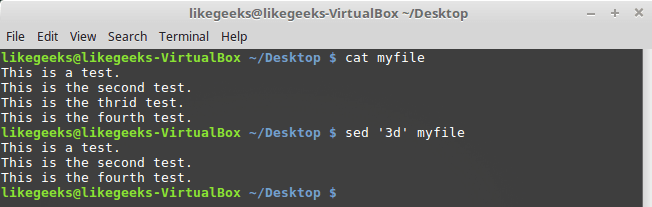 likegeeks@likegeeks-VirtualBox ~/Desktop
File Edit View Search Terminal Help
likegeeks@likegeeks-VirtualBox ~/Desktop $ cat myfile
This is a test.
This is the second test.
This is the thrid test.
This is the fourth test.
likegeeks@likegeeks-VirtualBox ~/Desktop $ sed '3d' myfile
This is a test.
This is the second test.
This is the fourth test.
likegeeks@likegeeks-VirtualBox ~/Desktop $